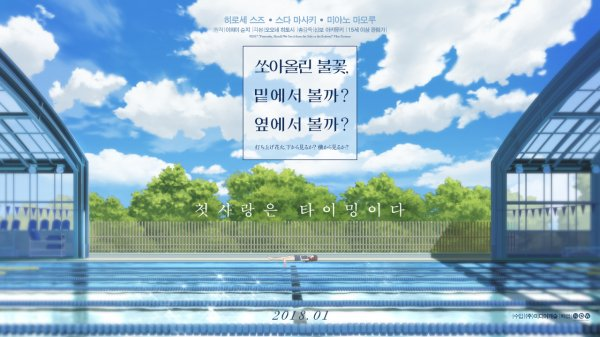 히로세 스즈 • 스다 마사키 • 미야노 마모루
쏘아올린 불꽃,
밑에서 볼까?
옆에서 볼까?
打ち上げ花火、下から見るか? 横から見るか?
첫사랑은 타이밍이다
2018.01